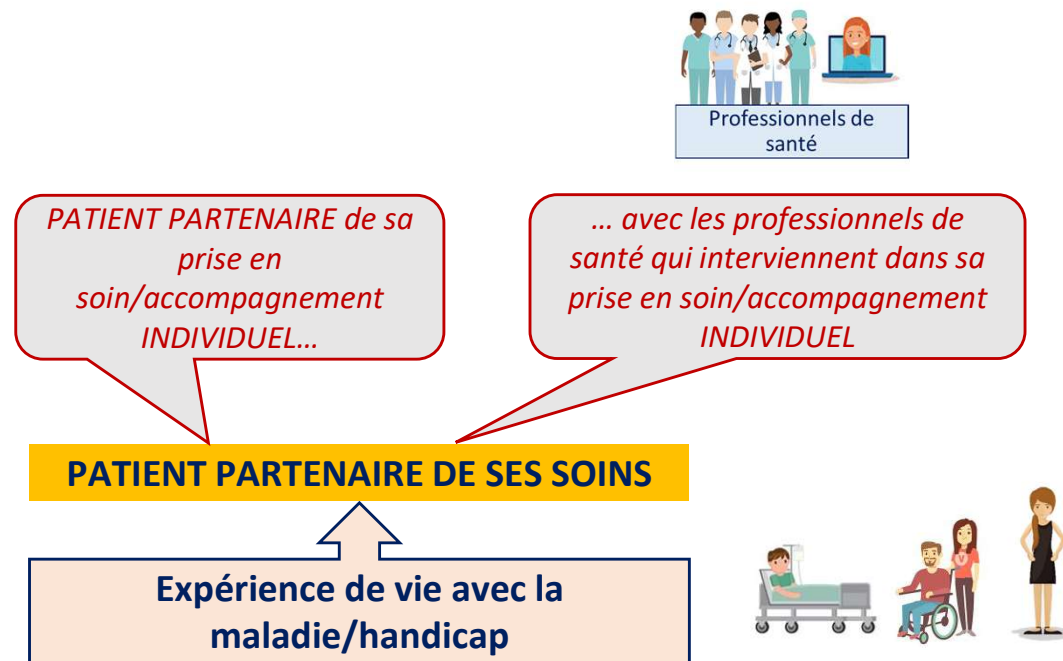 Professionnels de
santé
PATIENT PARTENAIRE de sa
prise en
soin/accompagnement
INDIVIDUEL…
… avec les professionnels de
santé qui interviennent dans sa
prise en soin/accompagnement
INDIVIDUEL
PATIENT PARTENAIRE DE SES SOINS
Expérience de vie avec la
maladie/handicap